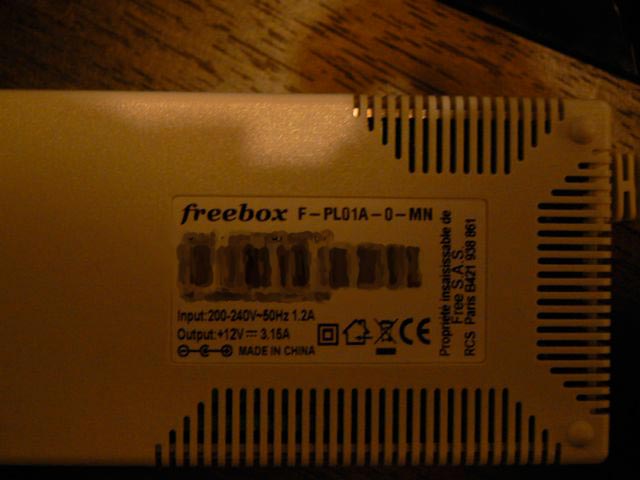 freebox F-PL01A-0-MN
Input:200-240V~50Hz 1.2A
Output:+12V⎓3.15A
MADE IN CHINA
CE
Propriété insaisissable de
Free S.A.S.
RCS Paris B421 938 861